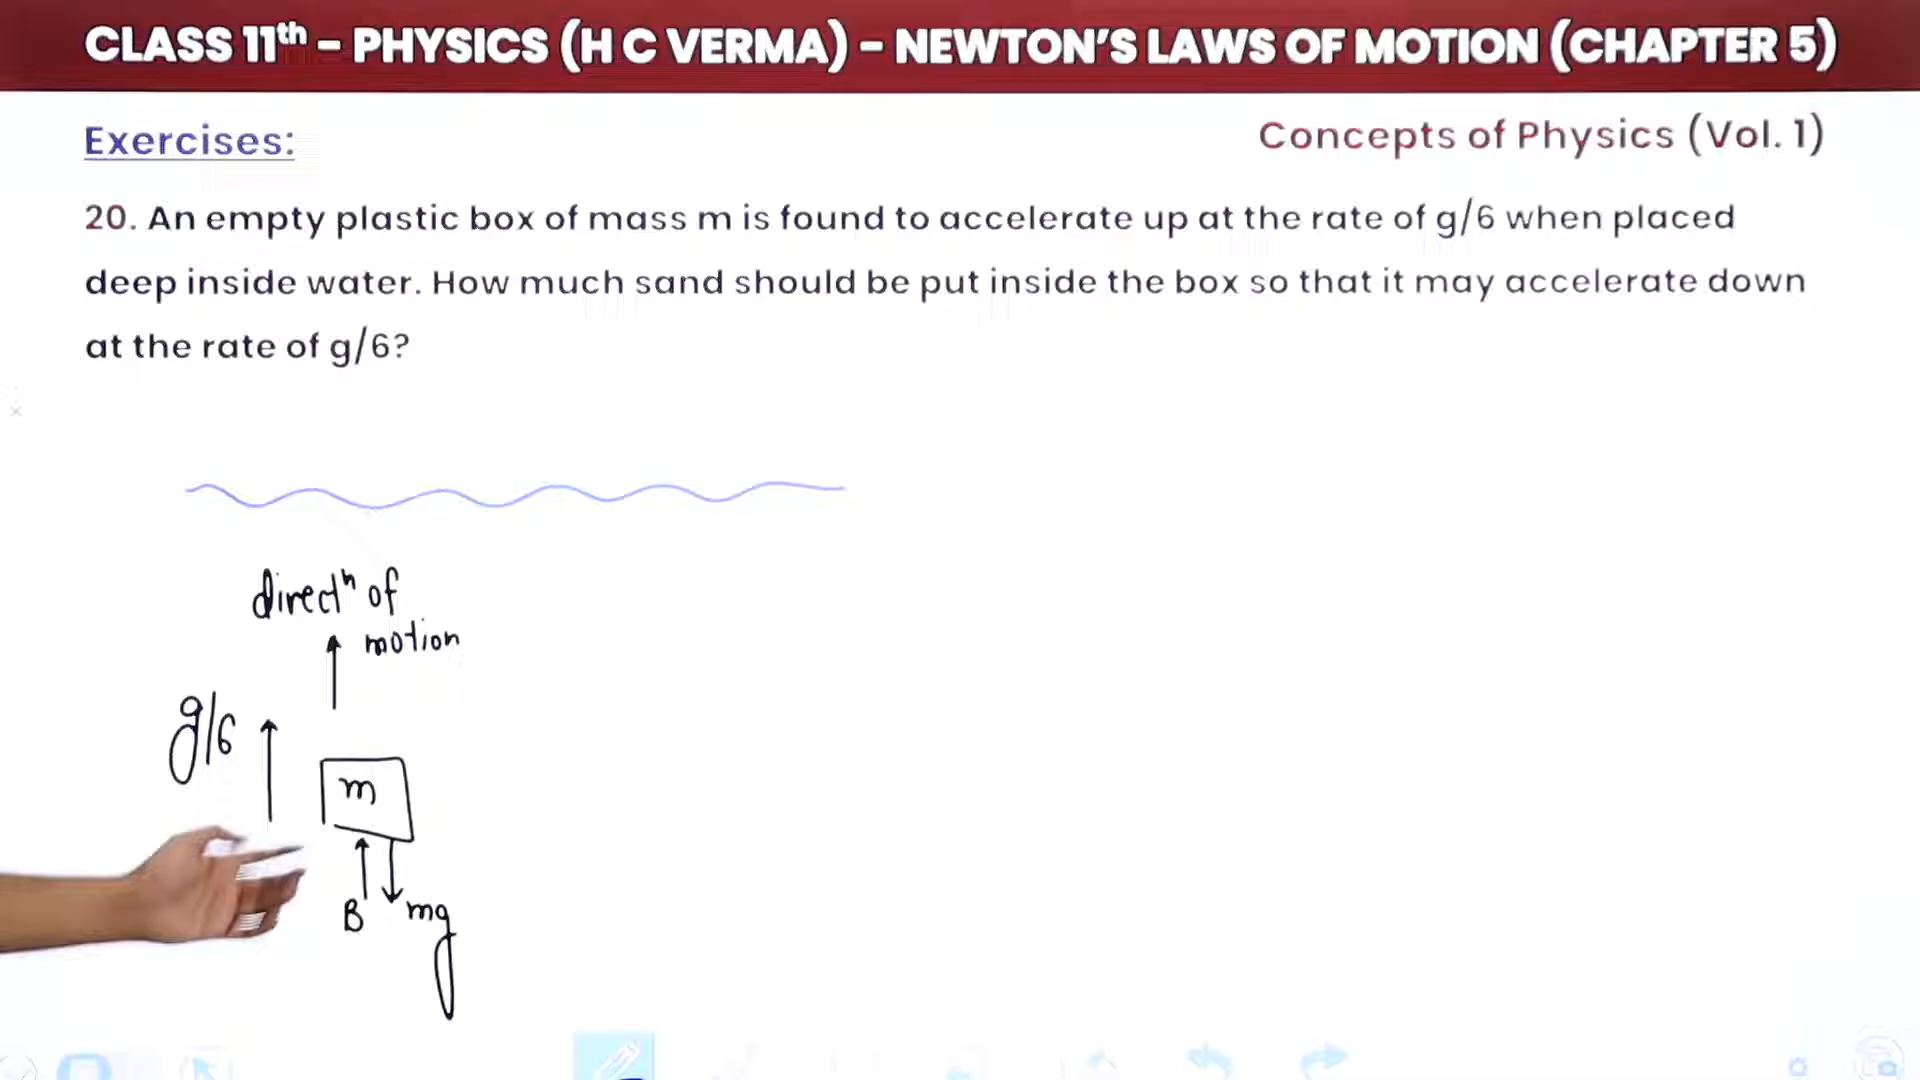 CLASS 11th – PHYSICS (H C VERMA) – NEWTON'S LAWS OF MOTION (CHAPTER 5)
Exercises:
Concepts of Physics (Vol. 1)
20. An empty plastic box of mass m is found to accelerate up at the rate of g/6 when placed
deep inside water. How much sand should be put inside the box so that it may accelerate down
at the rate of g/6?
directn of
motion
g/6
m
B
mg